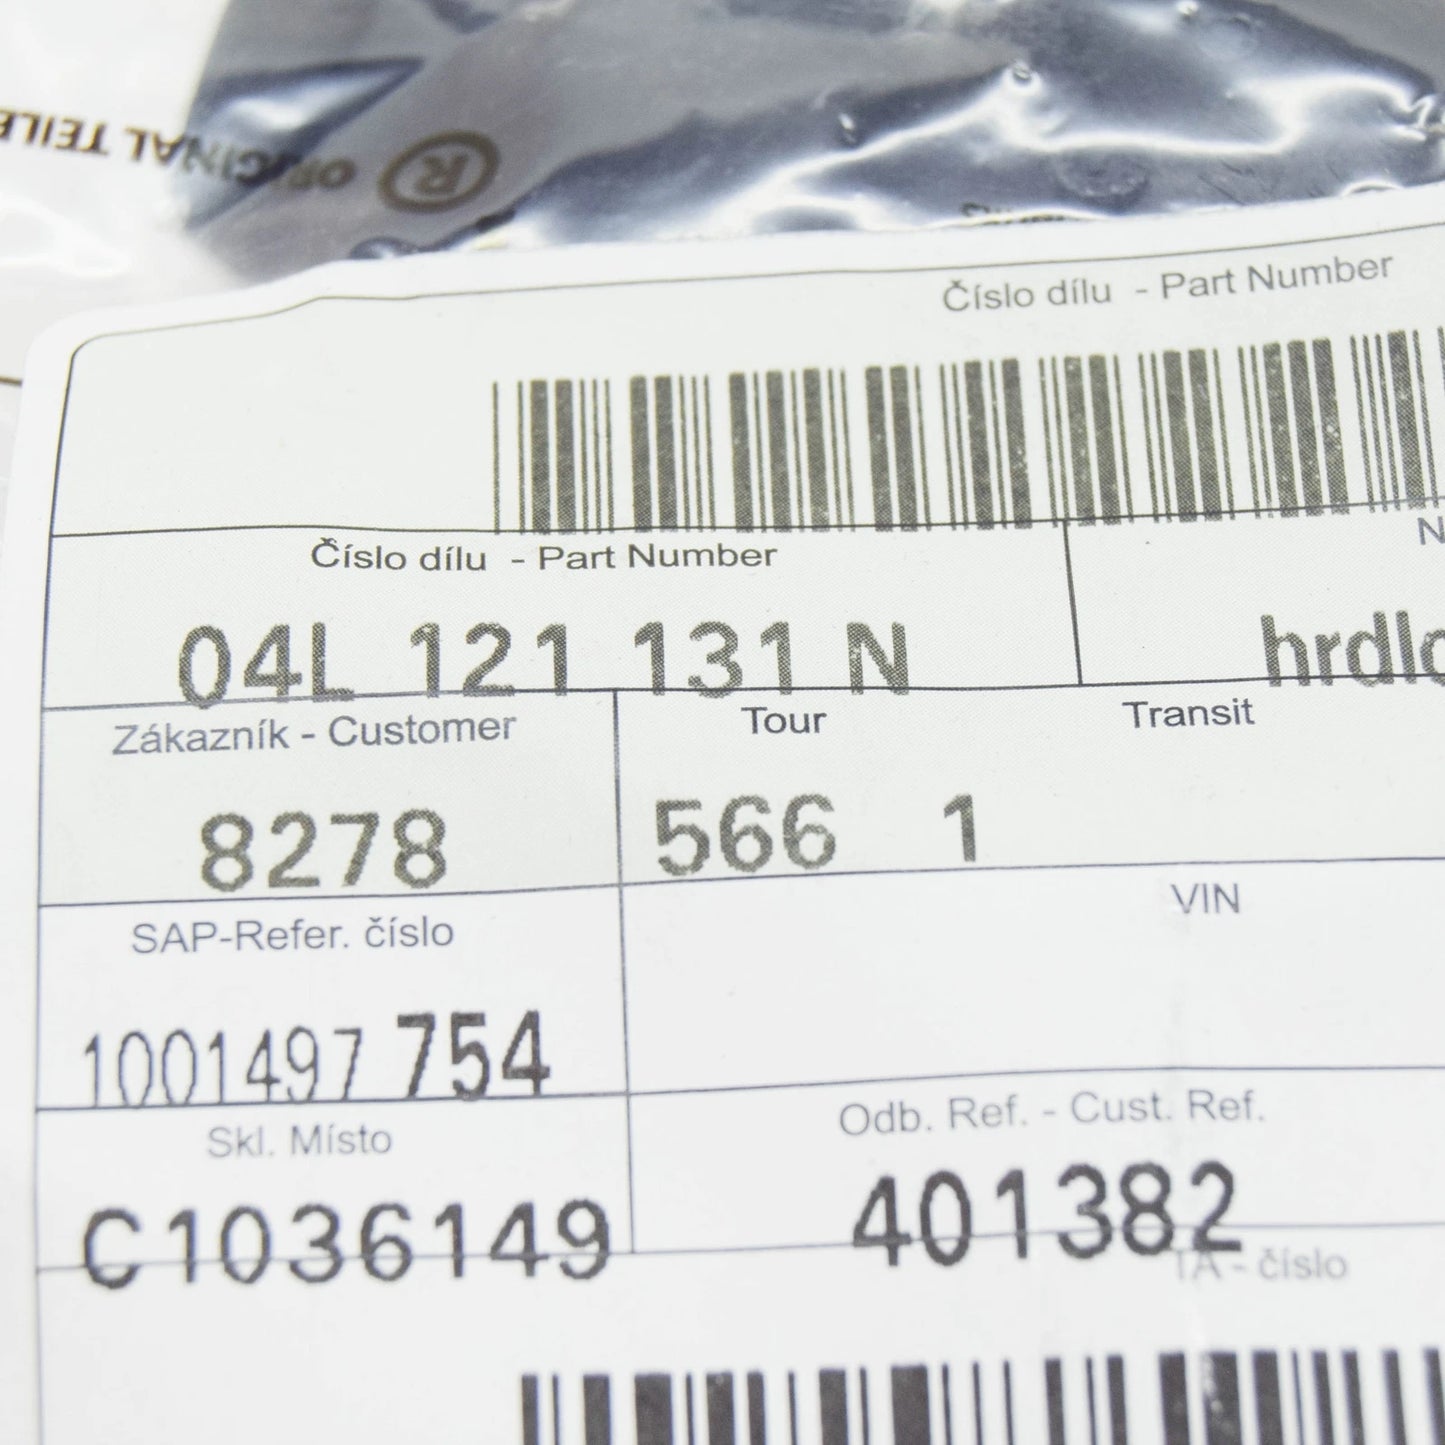 ORIGINAL TEILE
®
Číslo dílu - Part Number
Číslo dílu - Part Number
04L 121 131 N
hrdlo
Zákazník - Customer
Tour
Transit
8278
566 1
SAP-Refer. číslo
VIN
1001497 754
Skl. Místo
Odb. Ref. - Cust. Ref.
C1036149
401382
TA - číslo